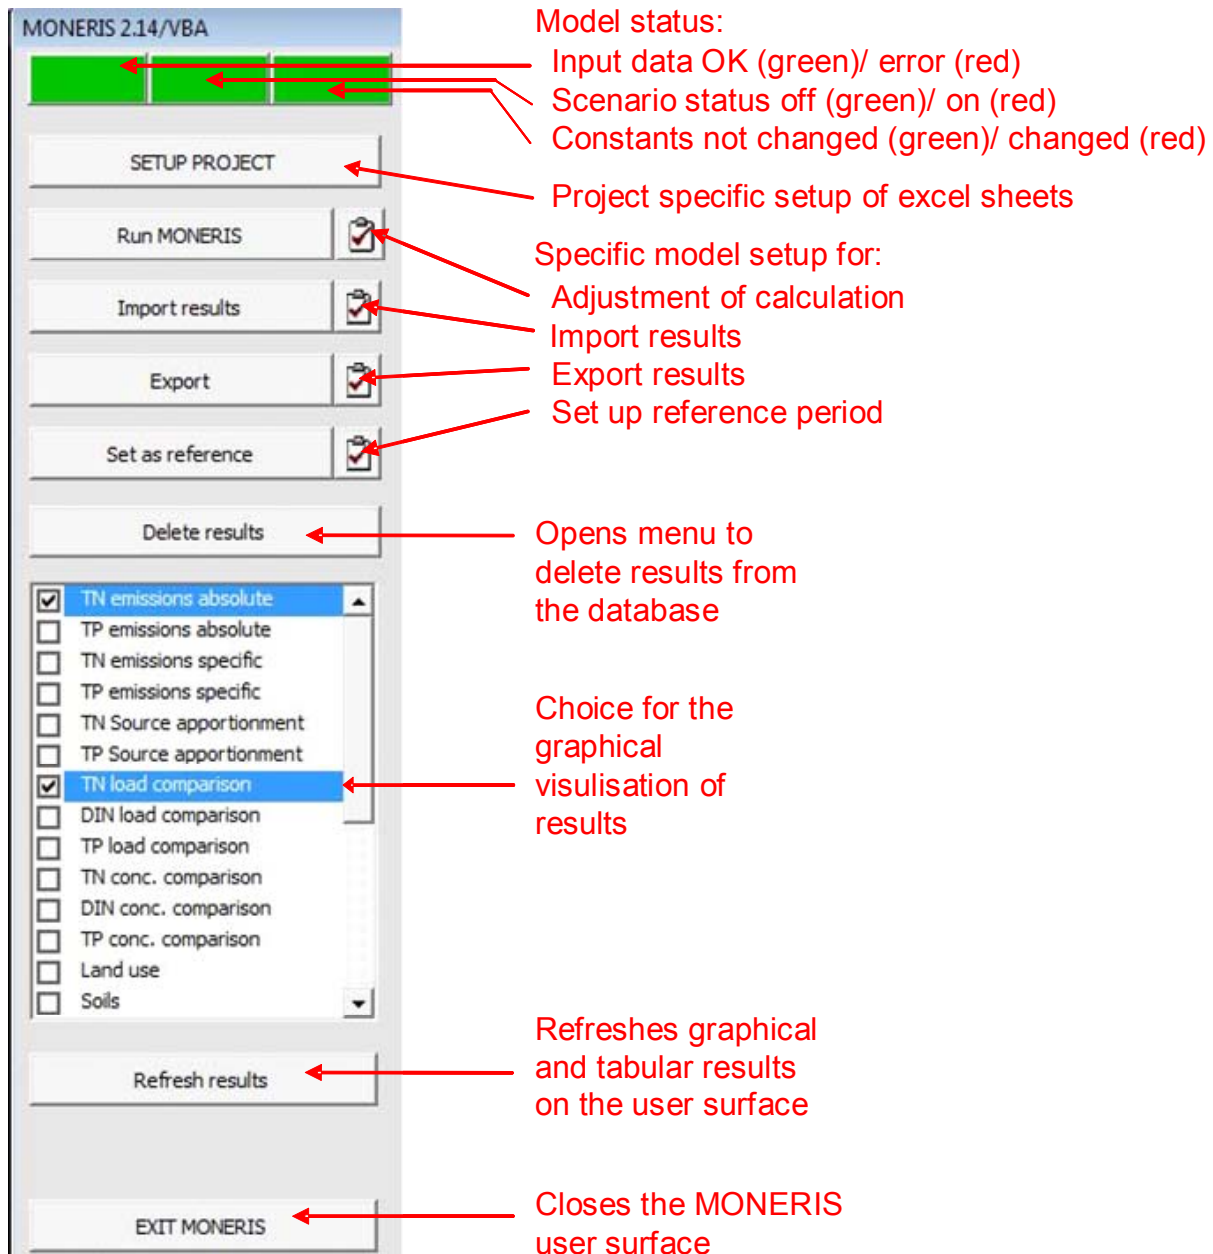 MONERIS 2.14/VBA
Model status:
Input data OK (green)/ error (red)
Scenario status off (green)/ on (red)
Constants not changed (green)/ changed (red)
SETUP PROJECT
Project specific setup of excel sheets
Run MONERIS
Specific model setup for:
Adjustment of calculation
Import results
Import results
Export results
Export
Set up reference period
Set as reference
Delete results
Opens menu to
delete results from
the database
TN emissions absolute
TP emissions absolute
TN emissions specific
TP emissions specific
TN Source apportionment
TP Source apportionment
TN load comparison
DIN load comparison
TP load comparison
TN conc. comparison
DIN conc. comparison
TP conc. comparison
Land use
Soils
Choice for the
graphical
visulisation of
results
Refresh results
Refreshes graphical
and tabular results
on the user surface
EXIT MONERIS
Closes the MONERIS
user surface